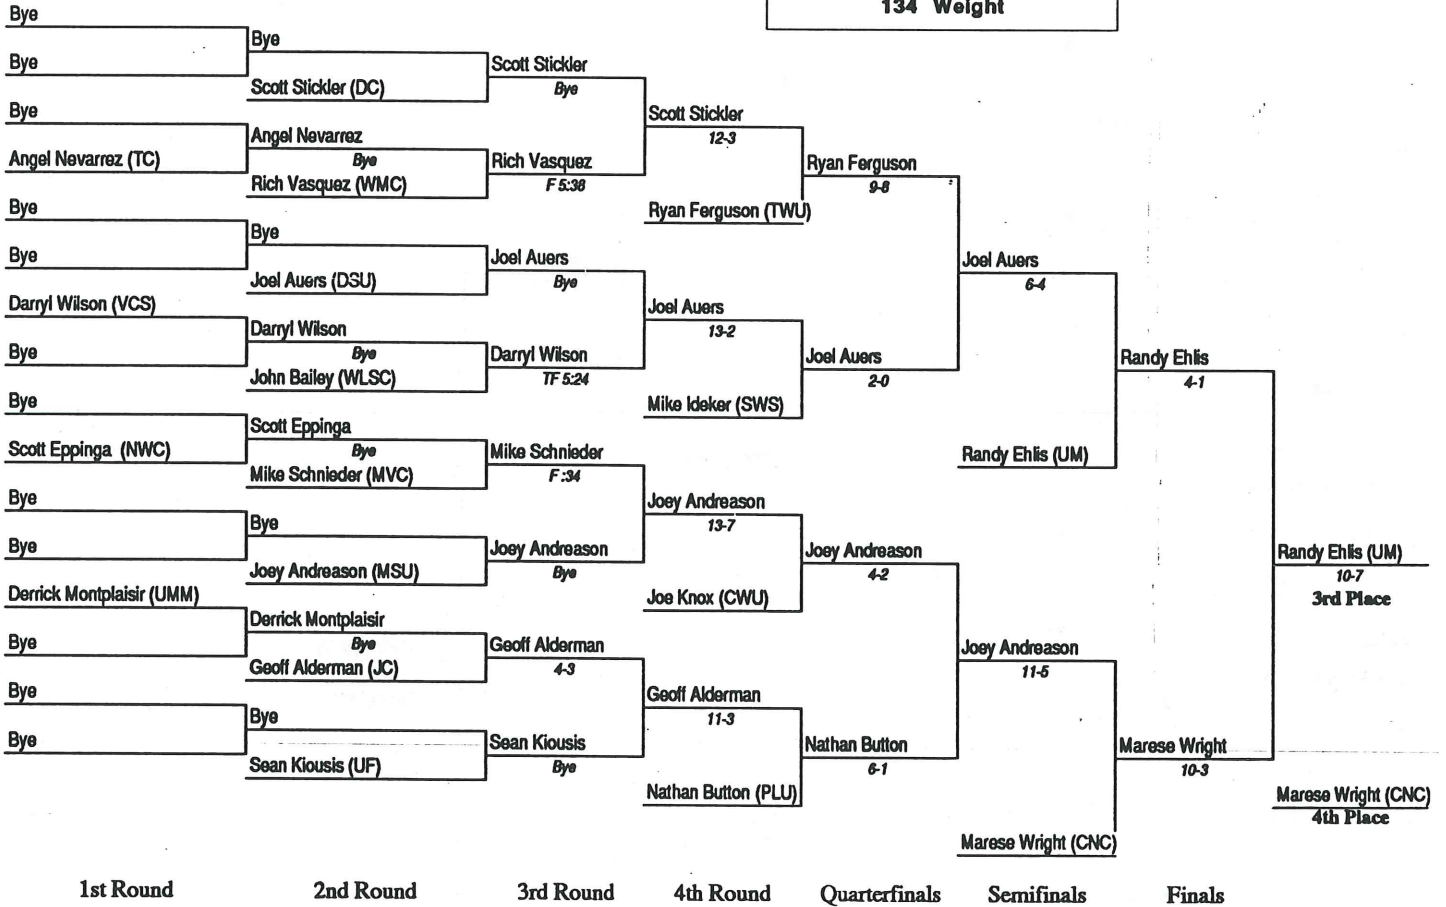 134 Weight
Bye
Bye
Bye
Angel Nevarrez (TC)
Bye
Bye
Darryl Wilson (VCS)
Bye
Bye
Scott Eppinga (NWC)
Bye
Bye
Derrick Montplaisir (UMM)
Bye
Bye
Bye
1st Round
Bye
Scott Stickler (DC)
Angel Nevarrez
Bye
Rich Vasquez (WMC)
Bye
Joel Auers (DSU)
Darryl Wilson
Bye
John Bailey (WLSC)
Scott Eppinga
Bye
Mike Schnieder (MVC)
Bye
Joey Andreason (MSU)
Derrick Montplaisir
Bye
Geoff Alderman (JC)
Bye
Sean Kiousis (UF)
2nd Round
Scott Stickler
Bye
Rich Vasquez
F 5:38
Joel Auers
Bye
Darryl Wilson
TF 5:24
Mike Schnieder
F :34
Joey Andreason
Bye
Geoff Alderman
4-3
Sean Kiousis
Bye
3rd Round
Scott Stickler
12-3
Ryan Ferguson (TWU)
Joel Auers
13-2
Mike Ideker (SWS)
Joey Andreason
13-7
Joe Knox (CWU)
Geoff Alderman
11-3
Nathan Button (PLU)
4th Round
Ryan Ferguson
9-8
Joel Auers
2-0
Joey Andreason
4-2
Nathan Button
6-1
Quarterfinals
Joel Auers
6-4
Randy Ehlis (UM)
Joey Andreason
11-5
Marese Wright (CNC)
Semifinals
Randy Ehlis
4-1
Marese Wright
10-3
Finals
Randy Ehlis (UM)
10-7
3rd Place
Marese Wright (CNC)
4th Place